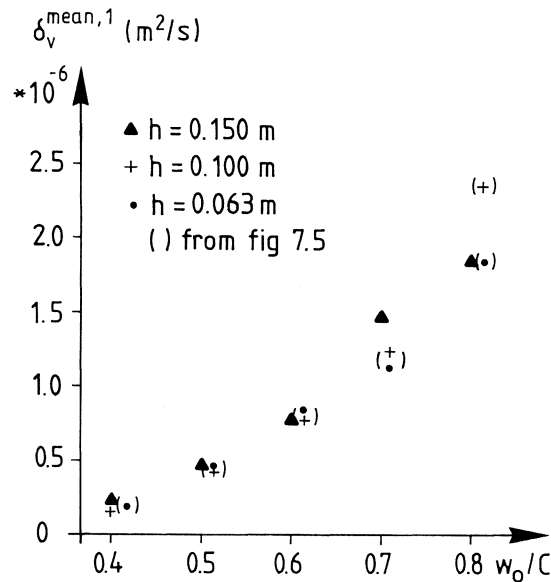 δ_v^{mean,1} (m²/s)
*10⁻⁶
▲ h = 0.150 m
+ h = 0.100 m
• h = 0.063 m
( ) from fig 7.5
2.5
2.0
1.5
1.0
0.5
0
0.4 0.5 0.6 0.7 0.8 w₀/C